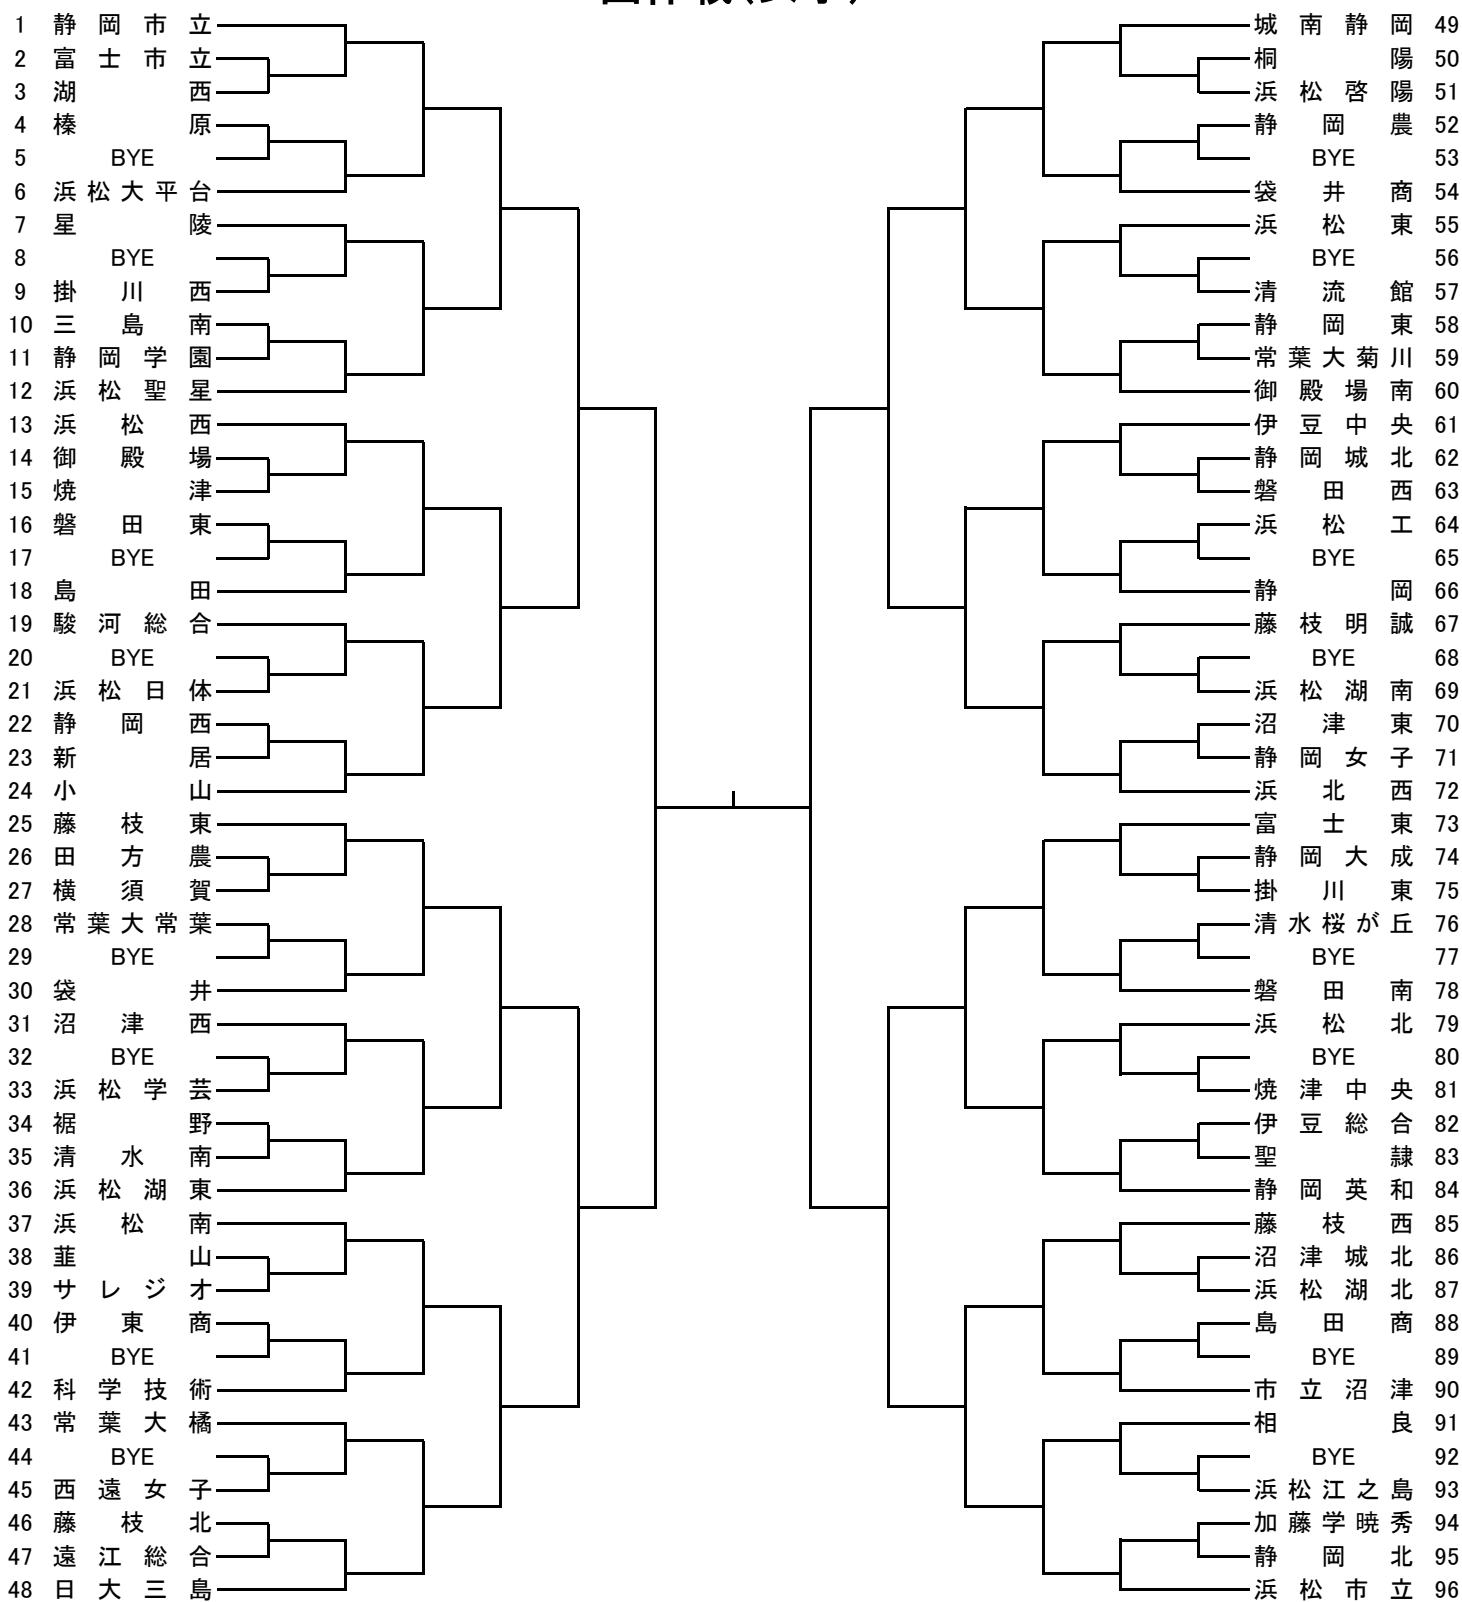 1 静岡市立
2 富士市立
3 湖西
4 榛原
5 BYE
6 浜松大平台
7 星陵
8 BYE
9 掛川西
10 三島南
11 静岡学園
12 浜松聖星
13 浜松西
14 御殿場
15 焼津
16 磐田東
17 BYE
18 島田
19 駿河総合
20 BYE
21 浜松日体
22 静岡西
23 新居
24 小山
25 藤枝東
26 田方農
27 横須賀
28 常葉大常葉
29 BYE
30 袋井
31 沼津西
32 BYE
33 浜松学芸
34 裾野
35 清水南
36 浜松湖東
37 浜松南
38 韮山
39 サレジオ
40 伊東商
41 BYE
42 科学技術
43 常葉大橘
44 BYE
45 西遠女子
46 藤枝北
47 遠江総合
48 日大三島
城南静岡 49
桐陽 50
浜松啓陽 51
静岡農 52
BYE 53
袋井商 54
浜松東 55
BYE 56
清流館 57
静岡東 58
常葉大菊川 59
御殿場南 60
伊豆中央 61
静岡城北 62
磐田西 63
浜松工 64
BYE 65
静岡 66
藤枝明誠 67
BYE 68
浜松湖南 69
沼津東 70
静岡女子 71
浜北西 72
富士東 73
静岡大成 74
掛川東 75
清水桜が丘 76
BYE 77
磐田南 78
浜松北 79
BYE 80
焼津中央 81
伊豆総合 82
聖隷 83
静岡英和 84
藤枝西 85
沼津城北 86
浜松湖北 87
島田商 88
BYE 89
市立沼津 90
相良 91
BYE 92
浜松江之島 93
加藤学暁秀 94
静岡北 95
浜松市立 96